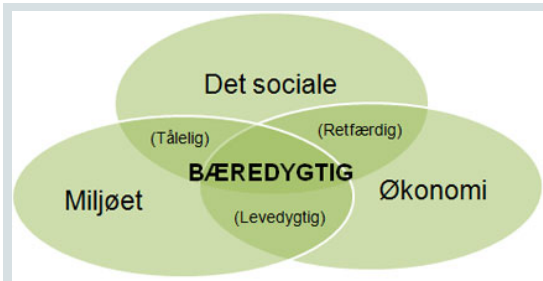 Det sociale
(Tålelig)
(Retfærdig)
BÆREDYGTIG
Miljøet
Økonomi
(Levedygtig)